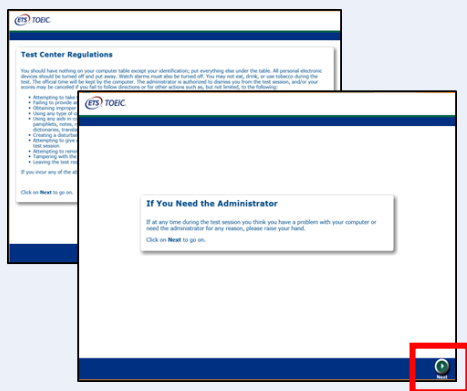 ETS TOEIC
Test Center Regulations
You should have nothing on your computer table except your identification; put everything else under the table. All personal electronic
devices should be turned off and put away. Watch alarms must also be turned off. You may not eat, drink, or use tobacco during the
test. The official time will be kept by the computer. The administrator is authorized to dismiss you from the test session, and/or your
scores may be canceled if you fail to follow directions or for other actions such as, but not limited, to the following:
• Attempting to take
• Failing to provide
• Obtaining improper
• Using any type of
• Using any aids in
pamphlets, notes,
dictionaries,
• Creating a
• Attempting to give
test session
• Attempting to
• Tampering with the
• Leaving the test
If you incur any of the
Click on Next to go on.
ETS TOEIC
If You Need the Administrator
If at any time during the test session you think you have a problem with your computer or
need the administrator for any reason, please raise your hand.
Click on Next to go on.
Next